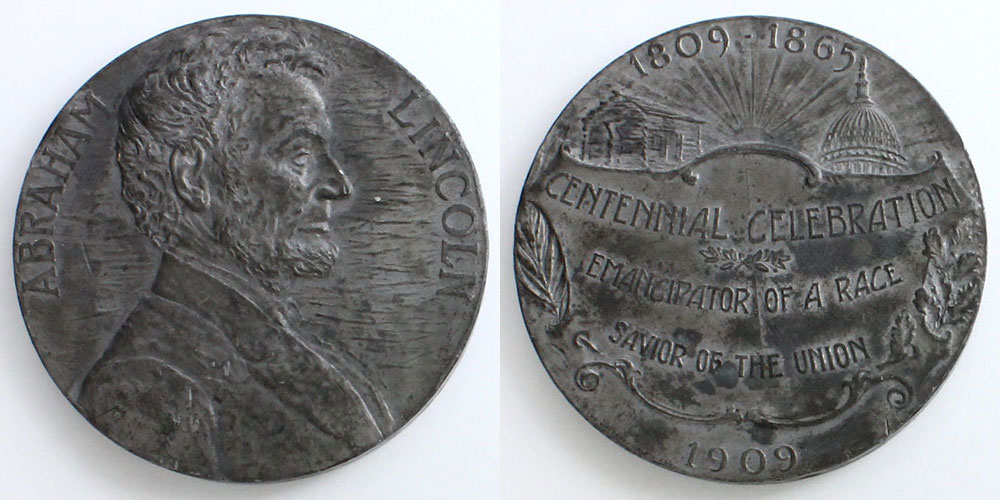 ABRAHAM LINCOLN
1809 - 1865
CENTENNIAL CELEBRATION
EMANCIPATOR OF A RACE
SAVIOR OF THE UNION
1909